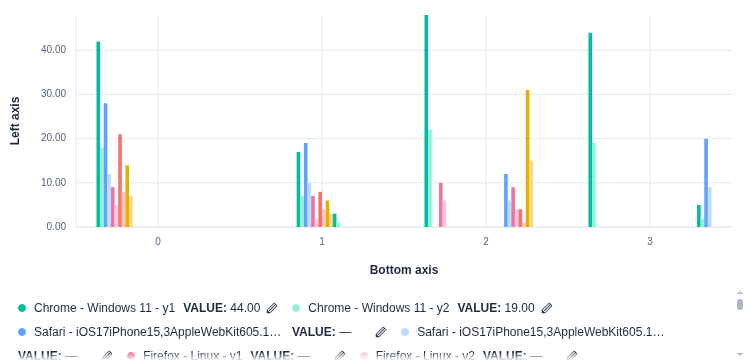 40.00
30.00
20.00
10.00
0.00
Left axis
0 1 2 3
Bottom axis
Chrome - Windows 11 - y1 VALUE: 44.00 Chrome - Windows 11 - y2 VALUE: 19.00
Safari - iOS17iPhone15,3AppleWebKit605.1… VALUE: — Safari - iOS17iPhone15,3AppleWebKit605.1…
VALUE: — Firefox - Linux - y1 VALUE: — Firefox - Linux - y2 VALUE: —